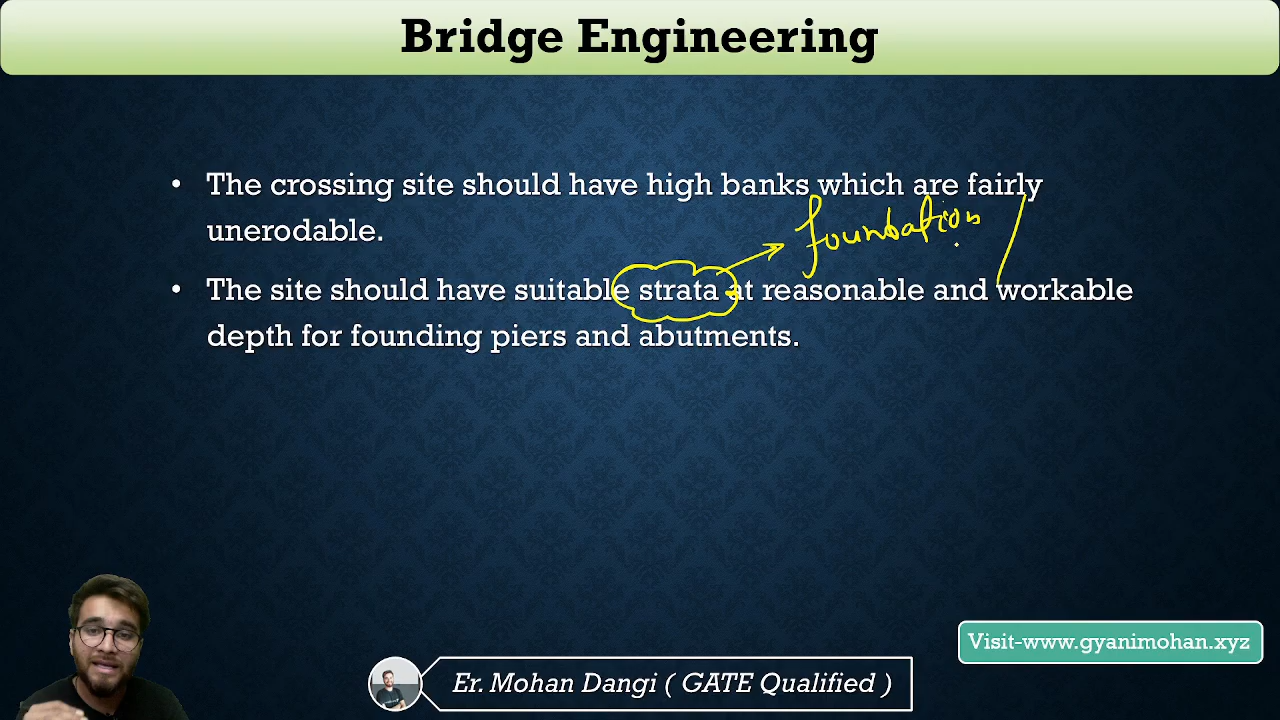 Bridge Engineering
• The crossing site should have high banks which are fairly
unerodable.
foundation
• The site should have suitable strata at reasonable and workable
depth for founding piers and abutments.
Visit-www.gyanimohan.xyz
Er. Mohan Dangi ( GATE Qualified )